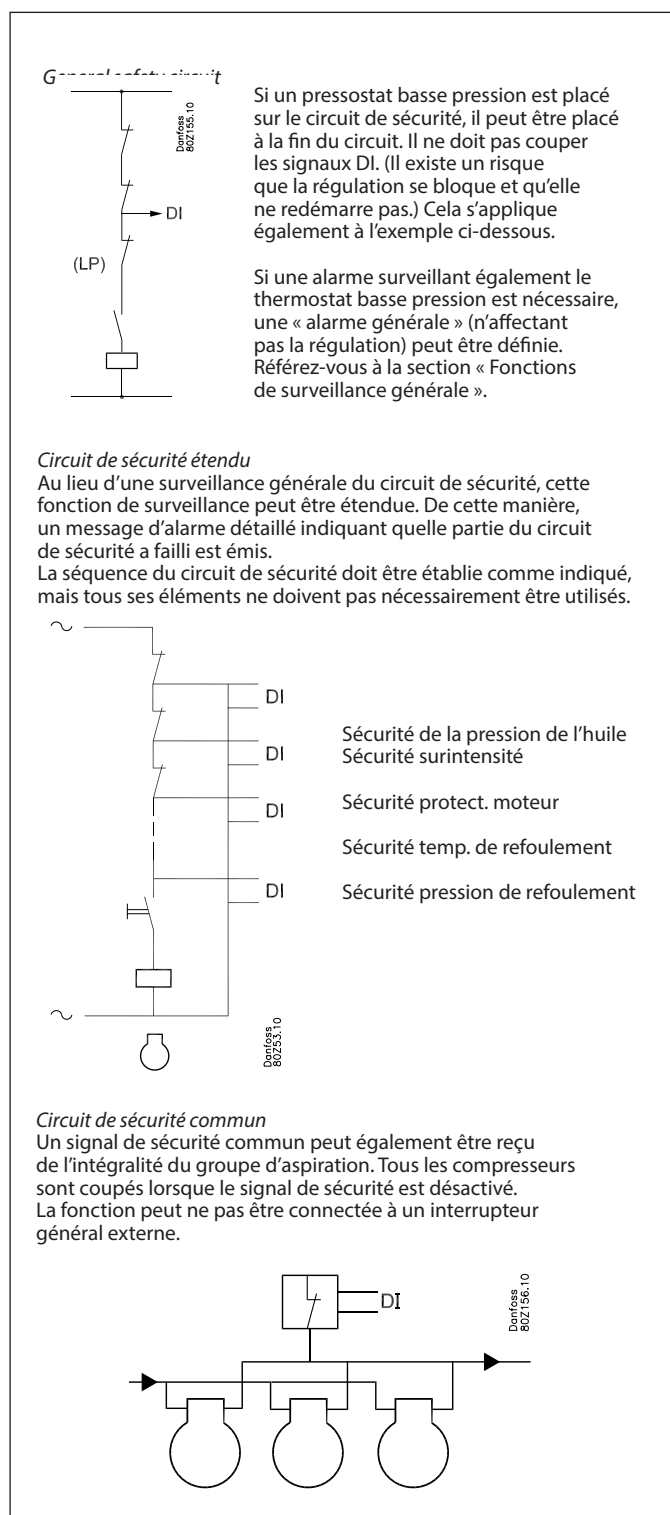 General safety circuit
Danfoss
80Z155.10
DI
(LP)
Si un pressostat basse pression est placé
sur le circuit de sécurité, il peut être placé
à la fin du circuit. Il ne doit pas couper
les signaux DI. (Il existe un risque
que la régulation se bloque et qu’elle
ne redémarre pas.) Cela s’applique
également à l’exemple ci-dessous.
Si une alarme surveillant également le
thermostat basse pression est nécessaire,
une « alarme générale » (n’affectant
pas la régulation) peut être définie.
Référez-vous à la section « Fonctions
de surveillance générale ».
Circuit de sécurité étendu
Au lieu d’une surveillance générale du circuit de sécurité, cette
fonction de surveillance peut être étendue. De cette manière,
un message d’alarme détaillé indiquant quelle partie du circuit
de sécurité a failli est émis.
La séquence du circuit de sécurité doit être établie comme indiqué,
mais tous ses éléments ne doivent pas nécessairement être utilisés.
DI
DI
DI
DI
Sécurité de la pression de l’huile
Sécurité surintensité
Sécurité protect. moteur
Sécurité temp. de refoulement
Sécurité pression de refoulement
Danfoss
80Z53.10
Circuit de sécurité commun
Un signal de sécurité commun peut également être reçu
de l’intégralité du groupe d’aspiration. Tous les compresseurs
sont coupés lorsque le signal de sécurité est désactivé.
La fonction peut ne pas être connectée à un interrupteur
général externe.
DI
Danfoss
80Z156.10